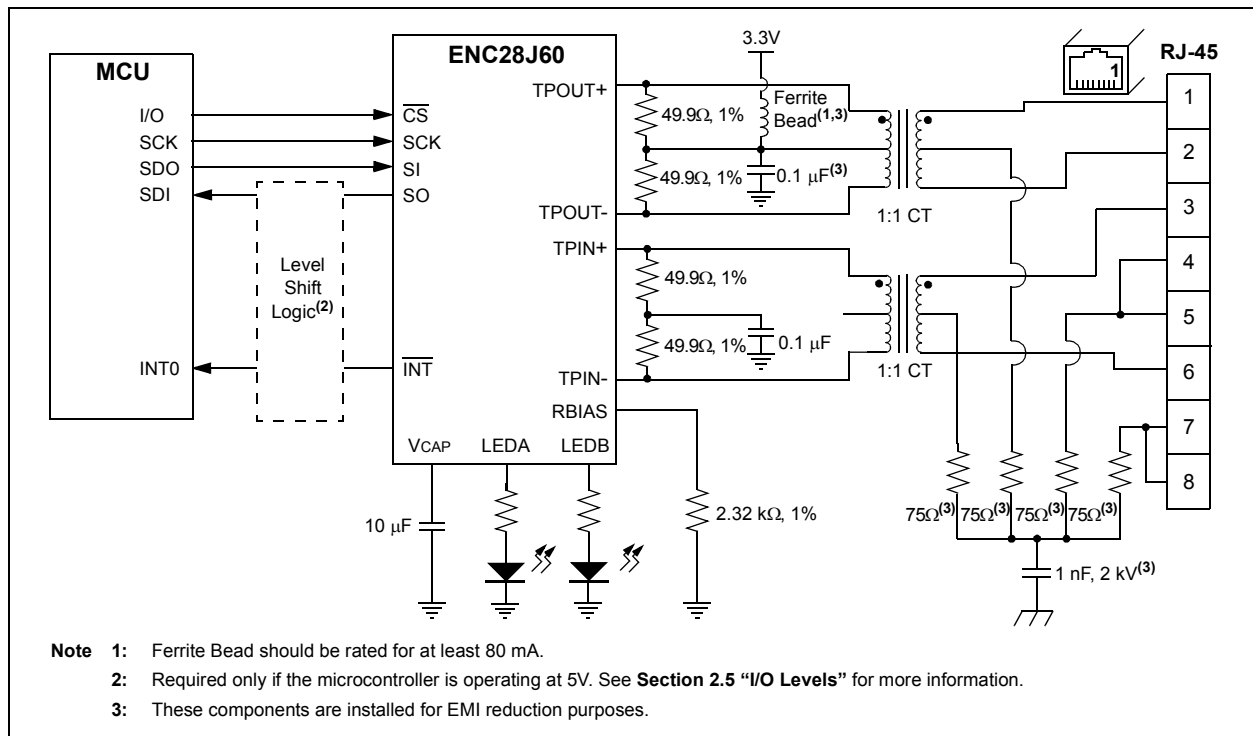 MCU
I/O
SCK
SDO
SDI
INT0
Level
Shift
Logic(2)
ENC28J60
CS
SCK
SI
SO
INT
TPOUT+
TPOUT-
TPIN+
TPIN-
RBIAS
VCAP
LEDA
LEDB
10 μF
2.32 kΩ, 1%
3.3V
Ferrite
Bead(1,3)
49.9Ω, 1%
49.9Ω, 1%
0.1 μF(3)
1:1 CT
49.9Ω, 1%
49.9Ω, 1%
0.1 μF
1:1 CT
1
RJ-45
1
2
3
4
5
6
7
8
75Ω(3) 75Ω(3) 75Ω(3) 75Ω(3)
1 nF, 2 kV(3)
Note 1: Ferrite Bead should be rated for at least 80 mA.
2: Required only if the microcontroller is operating at 5V. See Section 2.5 “I/O Levels” for more information.
3: These components are installed for EMI reduction purposes.